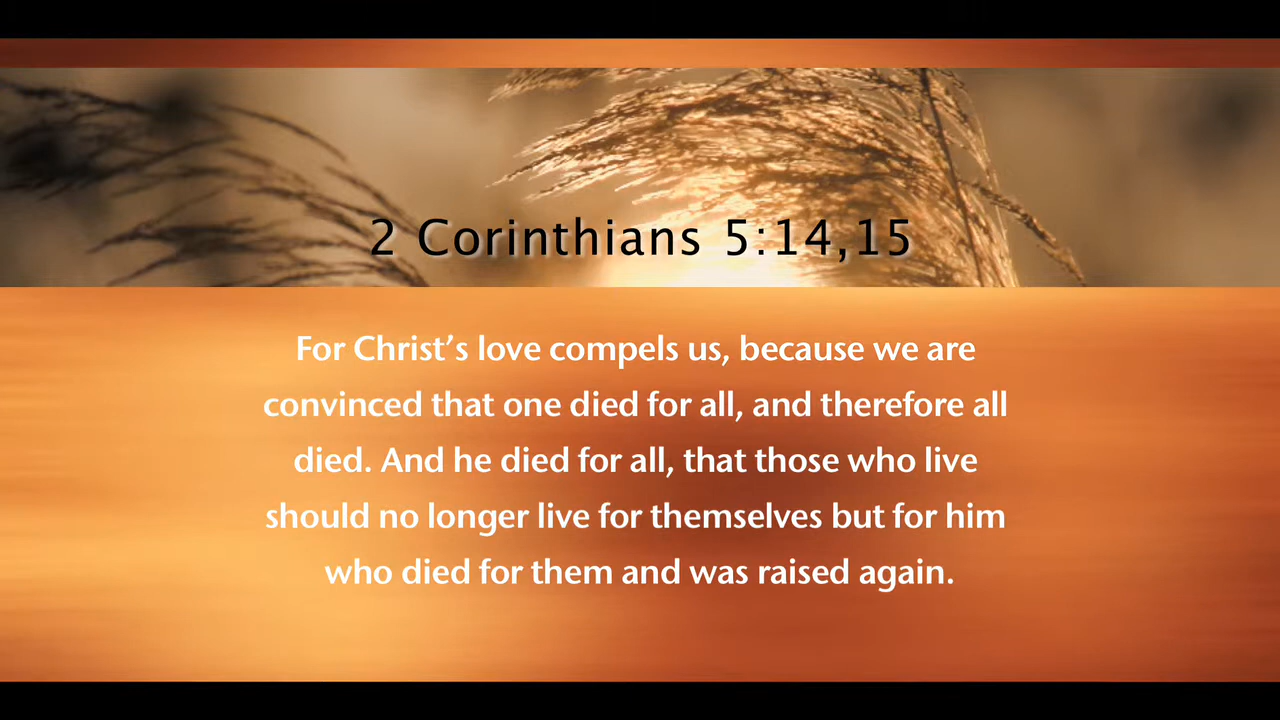 2 Corinthians 5:14,15
For Christ’s love compels us, because we are
convinced that one died for all, and therefore all
died. And he died for all, that those who live
should no longer live for themselves but for him
who died for them and was raised again.